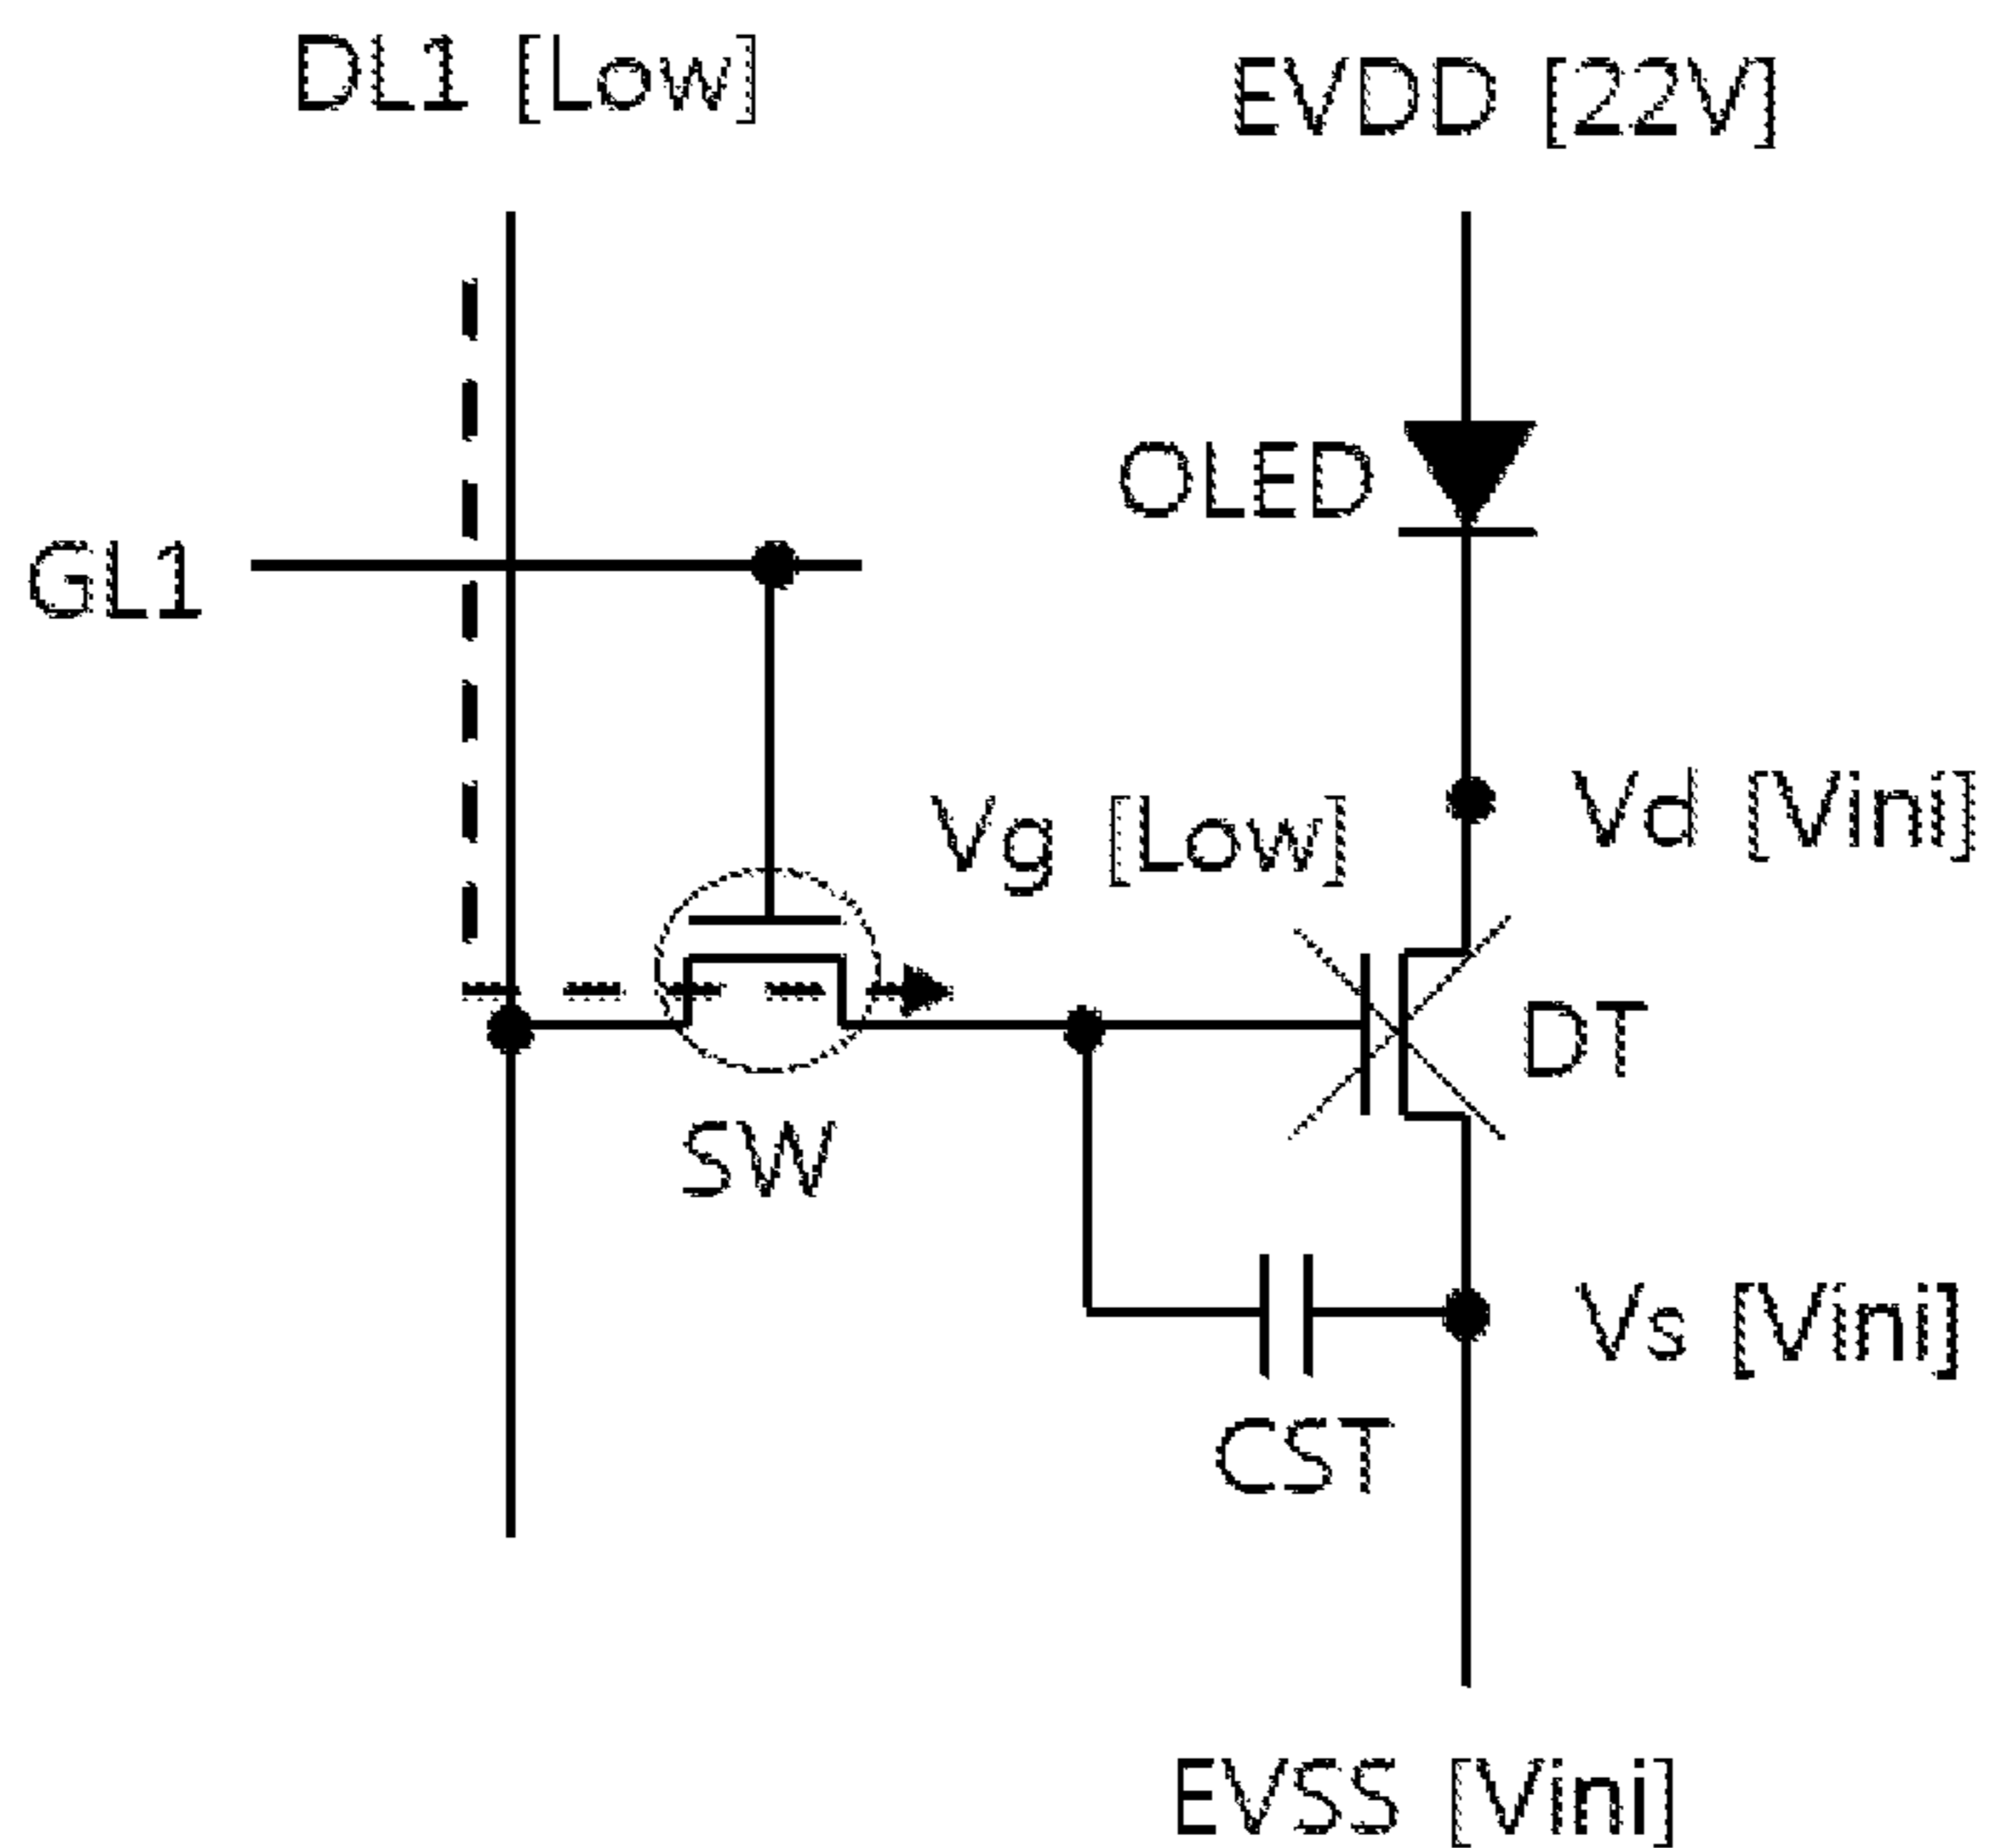 DL1 [Low]
EVDD [22V]
OLED
GL1
Vg [Low]
Vd [Vini]
DT
SW
Vs [Vini]
CST
EVSS [Vini]